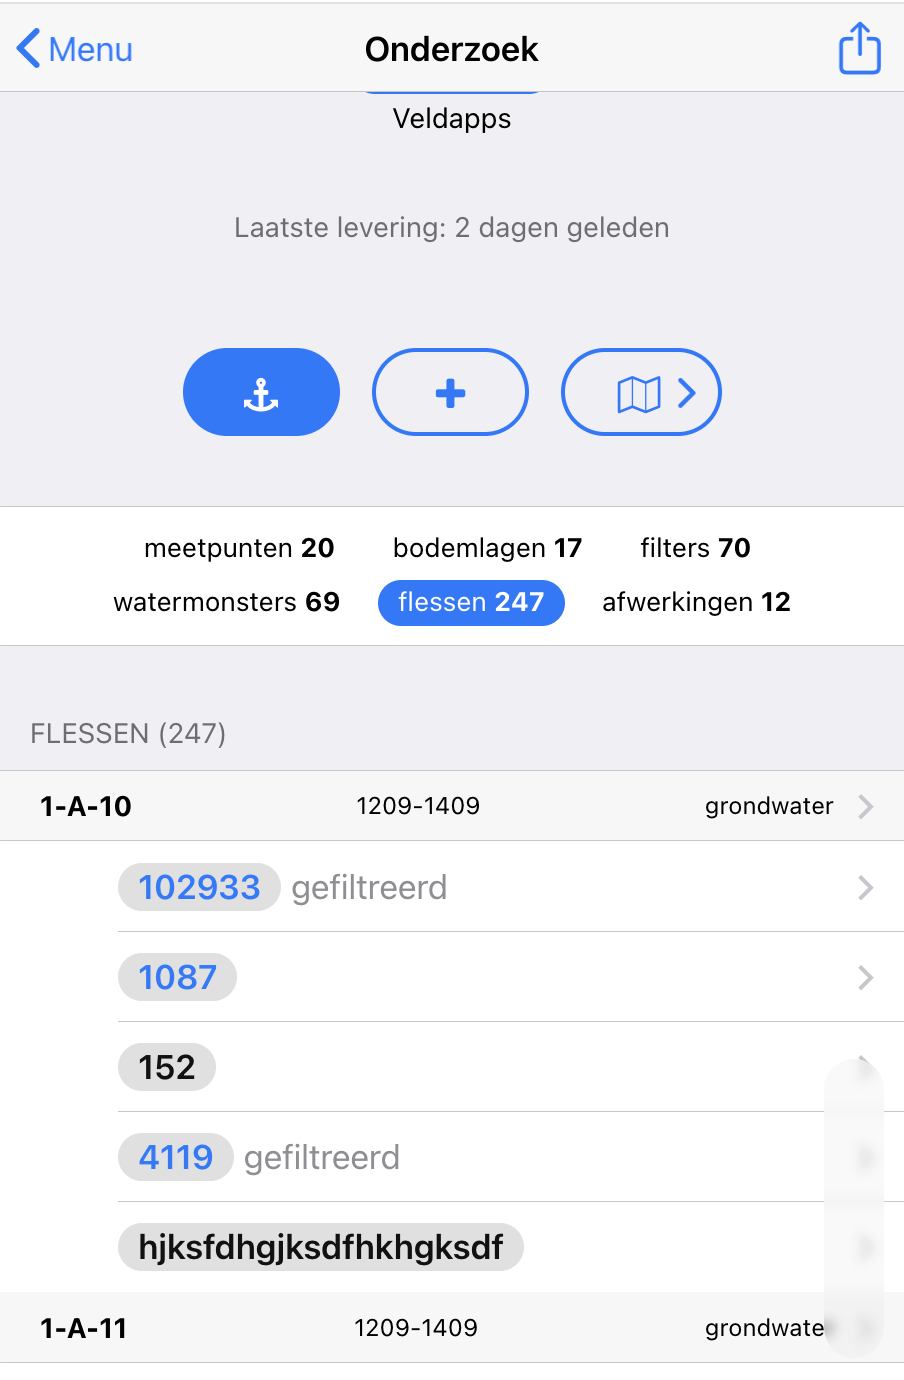 Menu Onderzoek
Veldapps
Laatste levering: 2 dagen geleden
meetpunten 20 bodemlagen 17 filters 70
watermonsters 69 flessen 247 afwerkingen 12
FLESSEN (247)
1-A-10 1209-1409 grondwater
102933 gefiltreerd
1087
152
4119 gefiltreerd
hjksfdhgjksdfhkhgksdf
1-A-11 1209-1409 grondwater